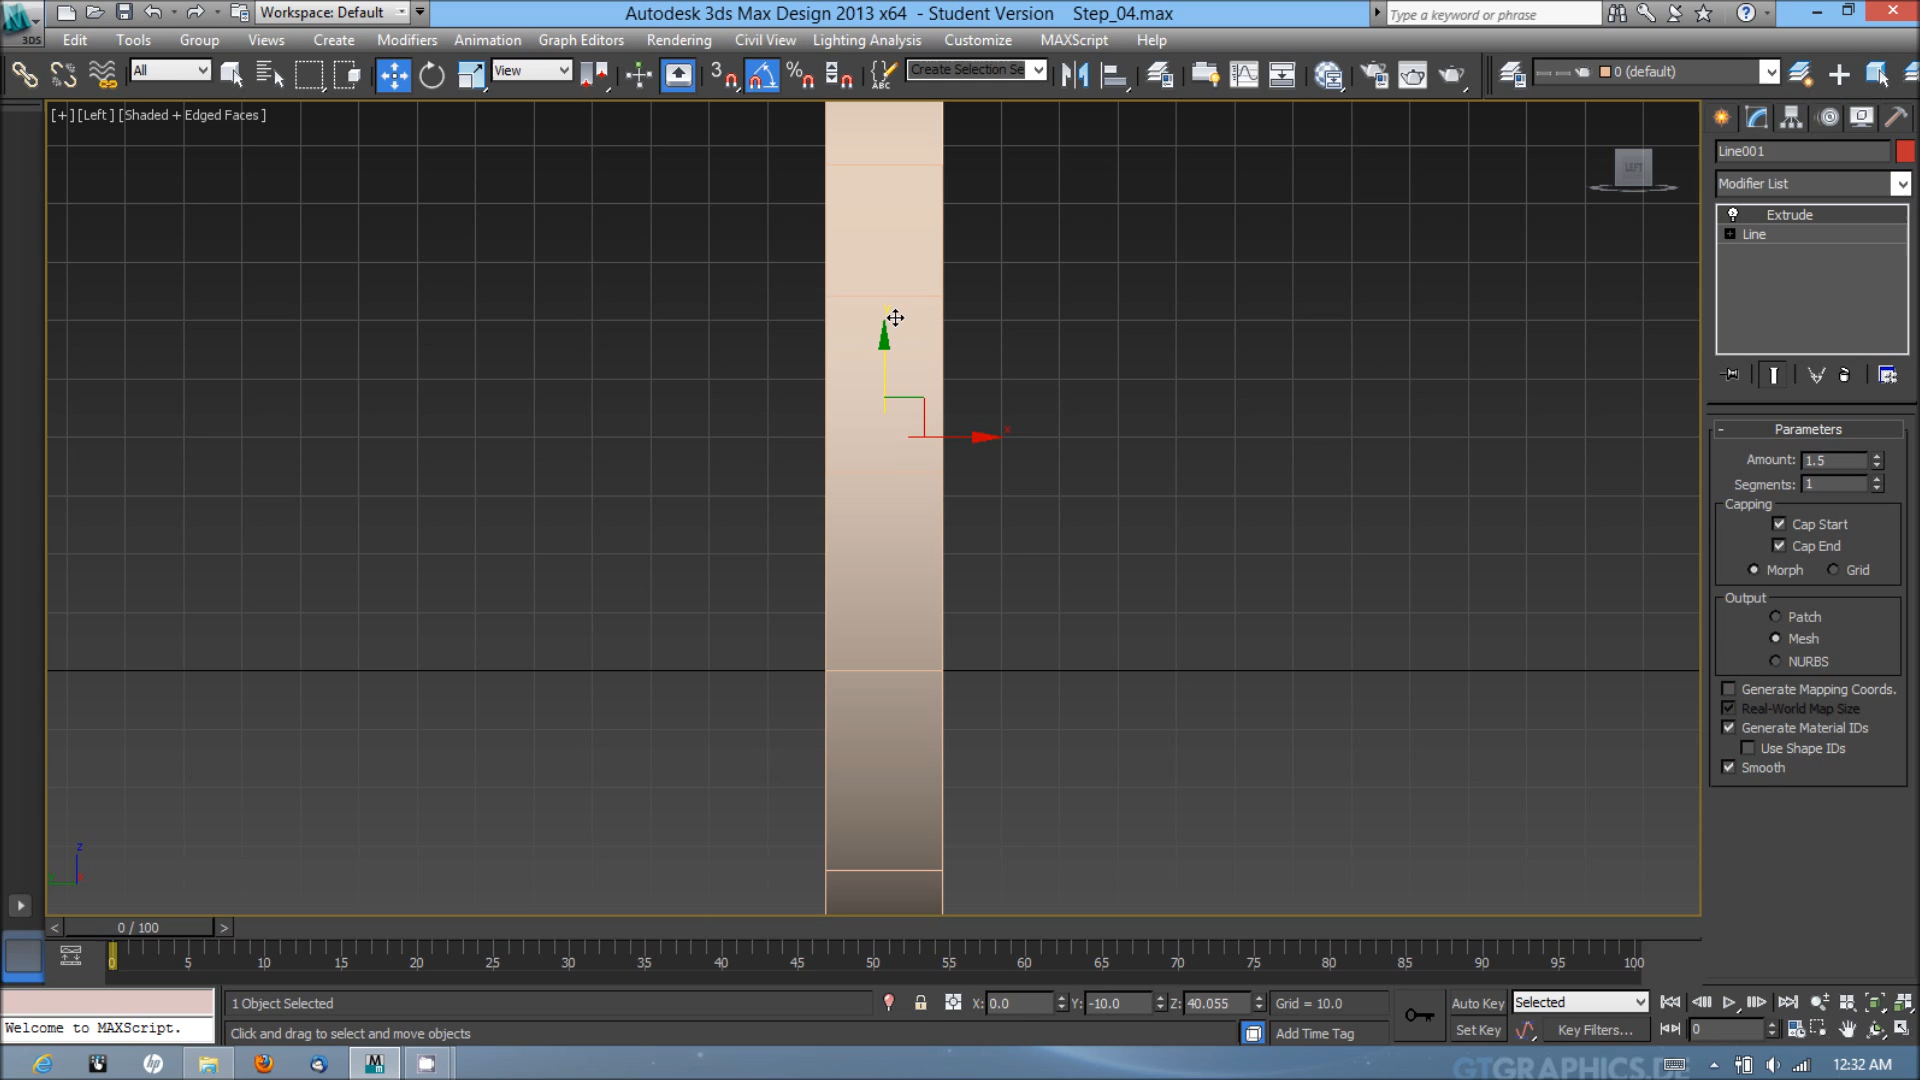 3DS
Workspace: Default
Autodesk 3ds Max Design 2013 x64 - Student Version Step_04.max
Type a keyword or phrase
Edit Tools Group Views Create Modifiers Animation Graph Editors Rendering Civil View Lighting Analysis Customize MAXScript Help
All
View
3
%
ABC
Create Selection Se
0 (default)
[+] [Left ] [Shaded + Edged Faces ]
LEFT
x
z
Line001
Modifier List
Extrude
Line
Parameters
Amount: 1.5
Segments: 1
Capping
Cap Start
Cap End
Morph Grid
Output
Patch
Mesh
NURBS
Generate Mapping Coords.
Real-World Map Size
Generate Material IDs
Use Shape IDs
Smooth
< 0 / 100 >
0 5 10 15 20 25 30 35 40 45 50 55 60 65 70 75 80 85 90 95 100
1 Object Selected
X: 0.0 Y: -10.0 Z: 40.055 Grid = 10.0
Auto Key Selected
Welcome to MAXScript.
Click and drag to select and move objects
Add Time Tag
Set Key Key Filters... 0
GTGRAPHICS.DE
12:32 AM